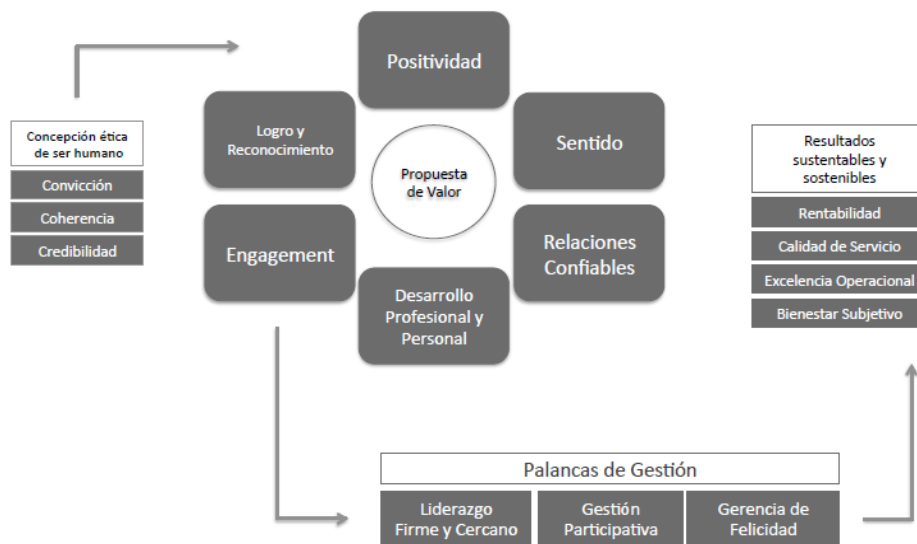 Concepción ética
de ser humano
Convicción
Coherencia
Credibilidad
Positividad
Logro y
Reconocimiento
Sentido
Propuesta
de Valor
Engagement
Relaciones
Confiables
Desarrollo
Profesional y
Personal
Palancas de Gestión
Liderazgo
Firme y Cercano
Gestión
Participativa
Gerencia de
Felicidad
Resultados
sustentables y
sostenibles
Rentabilidad
Calidad de Servicio
Excelencia Operacional
Bienestar Subjetivo